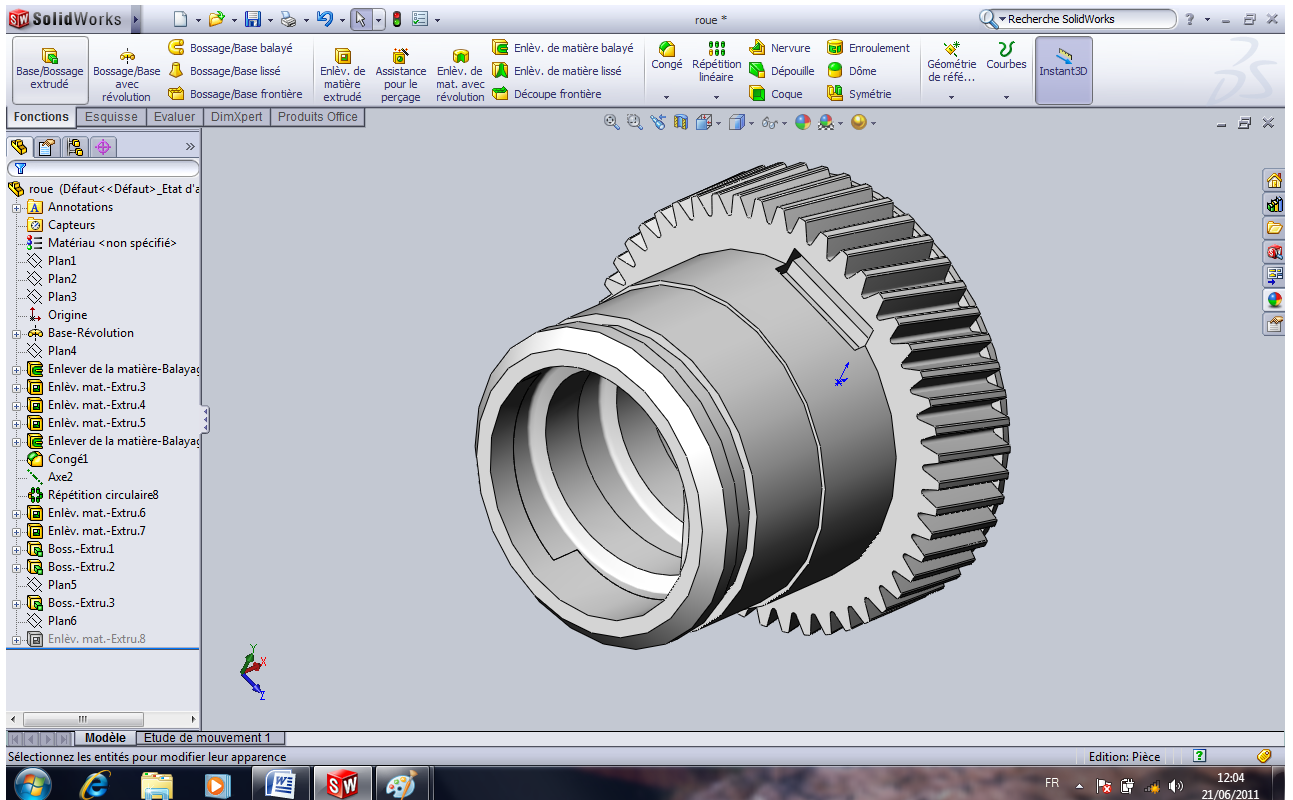 SolidWorks
roue *
Recherche SolidWorks
?
Base/Bossage extrudé
Bossage/Base avec révolution
Bossage/Base balayé
Bossage/Base lissé
Bossage/Base frontière
Enlèv. de matière extrudé
Assistance pour le perçage
Enlèv. de mat. avec révolution
Enlèv. de matière balayé
Enlèv. de matière lissé
Découpe frontière
Congé
Répétition linéaire
Nervure
Dépouille
Coque
Enroulement
Dôme
Symétrie
Géométrie de réfé...
Courbes
Instant3D
Fonctions
Esquisse
Evaluer
DimXpert
Produits Office
roue (Défaut<<Défaut>_Etat d'a
Annotations
Capteurs
Matériau <non spécifié>
Plan1
Plan2
Plan3
Origine
Base-Révolution
Plan4
Enlever de la matière-Balayag
Enlèv. mat.-Extru.3
Enlèv. mat.-Extru.4
Enlèv. mat.-Extru.5
Enlever de la matière-Balayag
Congé1
Axe2
Répétition circulaire8
Enlèv. mat.-Extru.6
Enlèv. mat.-Extru.7
Boss.-Extru.1
Boss.-Extru.2
Plan5
Boss.-Extru.3
Plan6
Enlèv. mat.-Extru.8
Y
X
Z
Modèle
Etude de mouvement 1
Sélectionnez les entités pour modifier leur apparence
Edition: Pièce
?
FR
12:04
21/06/2011